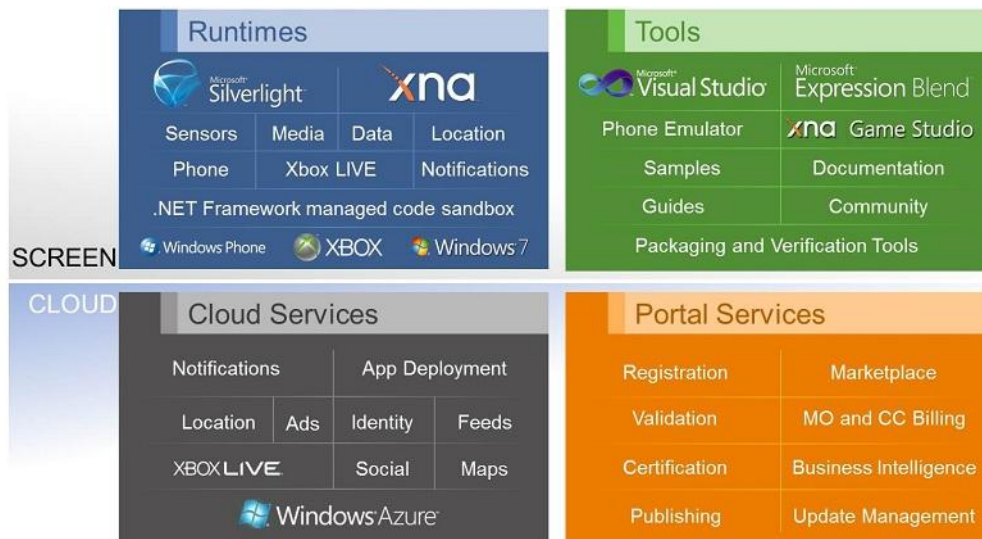 Runtimes
Microsoft®
Silverlight™
xna
Sensors Media Data Location
Phone Xbox LIVE Notifications
.NET Framework managed code sandbox
Windows Phone XBOX Windows 7
SCREEN
Tools
Microsoft®
Visual Studio®
Microsoft®
Expression Blend™
Phone Emulator xna Game Studio
Samples Documentation
Guides Community
Packaging and Verification Tools
CLOUD
Cloud Services
Notifications App Deployment
Location Ads Identity Feeds
XBOX LIVE Social Maps
Windows Azure™
Portal Services
Registration Marketplace
Validation MO and CC Billing
Certification Business Intelligence
Publishing Update Management